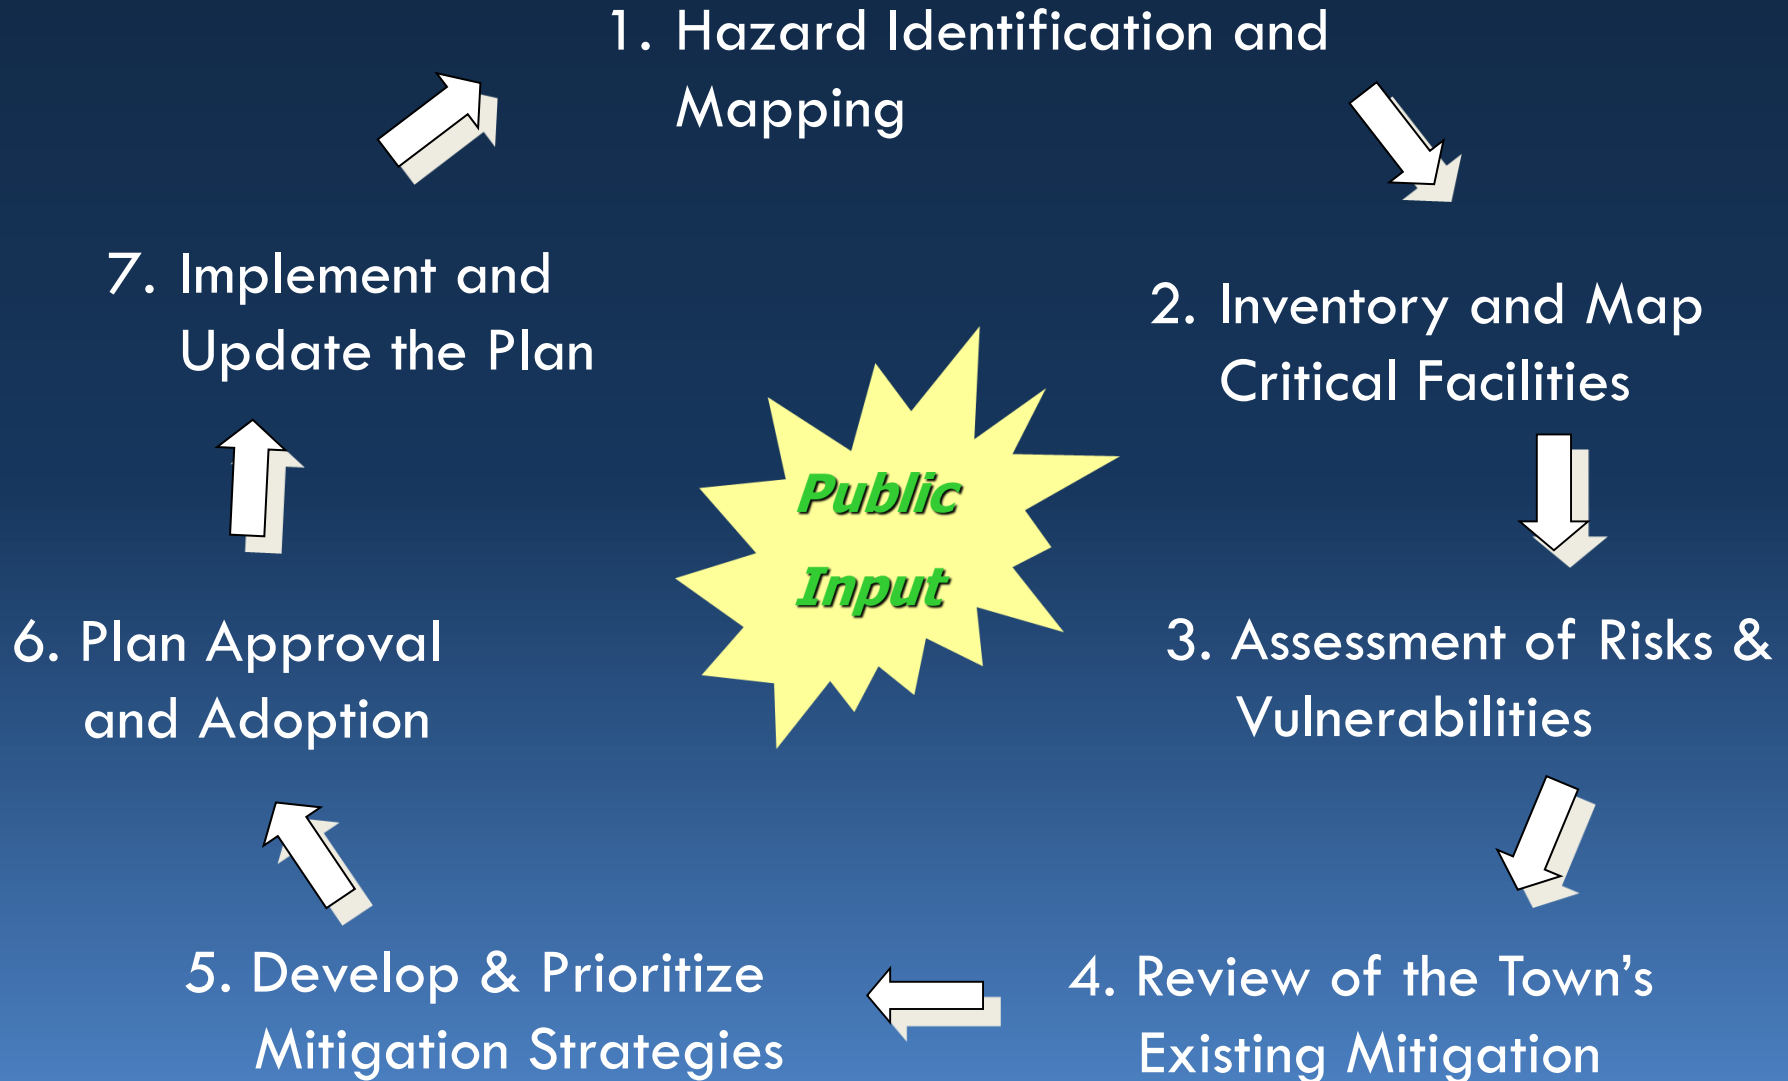 1. Hazard Identification and
Mapping
2. Inventory and Map
Critical Facilities
3. Assessment of Risks &
Vulnerabilities
4. Review of the Town’s
Existing Mitigation
5. Develop & Prioritize
Mitigation Strategies
6. Plan Approval
and Adoption
7. Implement and
Update the Plan
Public
Input